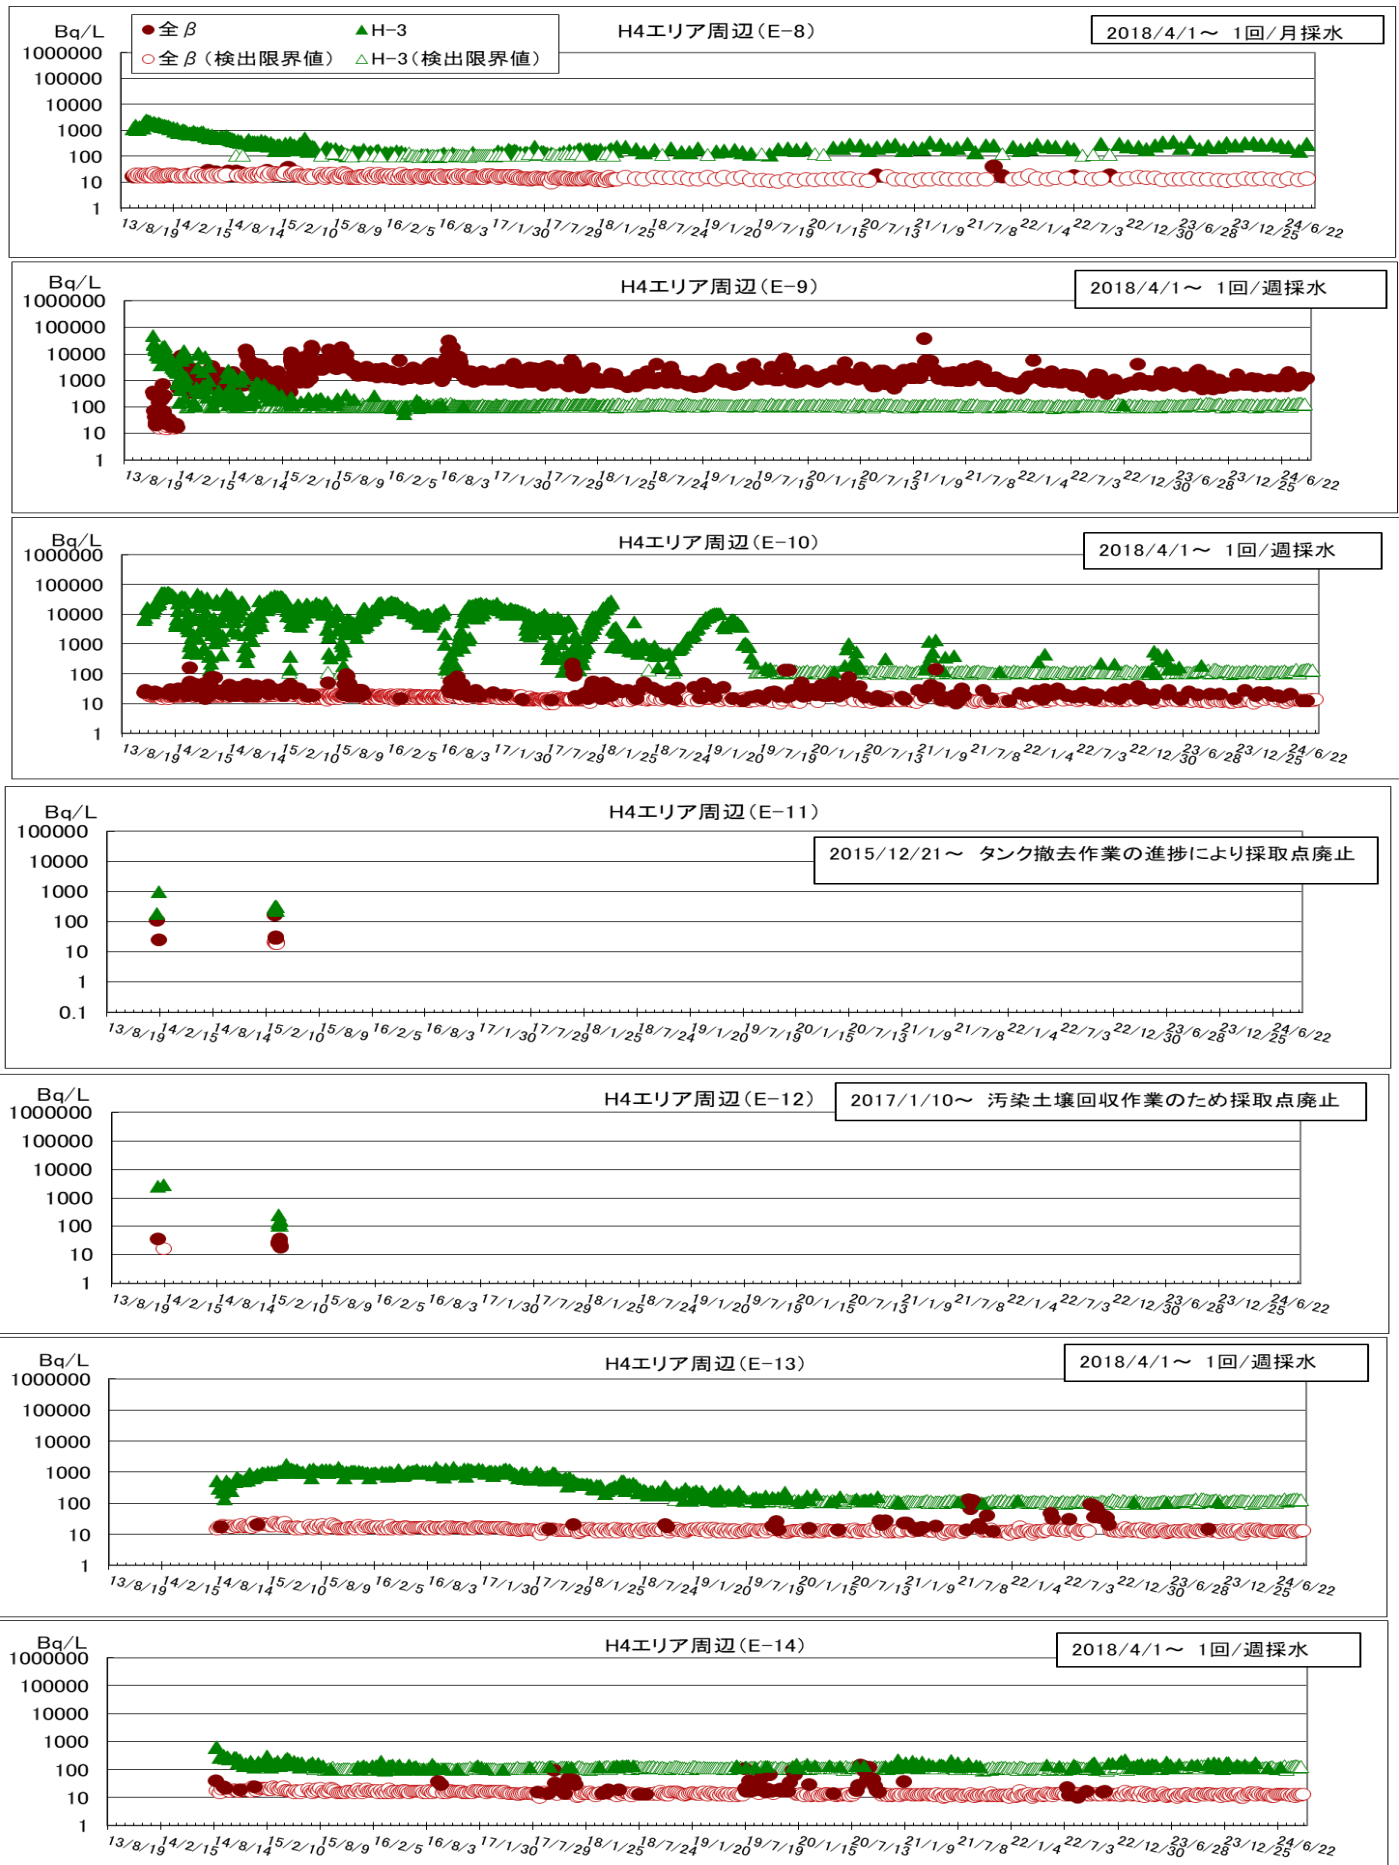 Bq/L
● 全β ▲ H-3
○ 全β (検出限界値) △ H-3(検出限界値)
H4エリア周辺(E-8)
2018/4/1~ 1回/月採水
1000000
100000
10000
1000
100
10
1
13/8/19 14/2/15 14/8/14 15/2/10 15/8/9 16/2/5 16/8/3 17/1/30 17/7/29 18/1/25 18/7/24 19/1/20 19/7/19 20/1/15 20/7/13 21/1/9 21/7/8 22/1/4 22/7/3 22/12/30 23/6/28 23/12/25 24/6/22
Bq/L
H4エリア周辺(E-9)
2018/4/1~ 1回/週採水
1000000
100000
10000
1000
100
10
1
13/8/19 14/2/15 14/8/14 15/2/10 15/8/9 16/2/5 16/8/3 17/1/30 17/7/29 18/1/25 18/7/24 19/1/20 19/7/19 20/1/15 20/7/13 21/1/9 21/7/8 22/1/4 22/7/3 22/12/30 23/6/28 23/12/25 24/6/22
Bq/L
H4エリア周辺(E-10)
2018/4/1~ 1回/週採水
1000000
100000
10000
1000
100
10
1
13/8/19 14/2/15 14/8/14 15/2/10 15/8/9 16/2/5 16/8/3 17/1/30 17/7/29 18/1/25 18/7/24 19/1/20 19/7/19 20/1/15 20/7/13 21/1/9 21/7/8 22/1/4 22/7/3 22/12/30 23/6/28 23/12/25 24/6/22
Bq/L
H4エリア周辺(E-11)
2015/12/21~ タンク撤去作業の進捗により採取点廃止
100000
10000
1000
100
10
1
0.1
13/8/19 14/2/15 14/8/14 15/2/10 15/8/9 16/2/5 16/8/3 17/1/30 17/7/29 18/1/25 18/7/24 19/1/20 19/7/19 20/1/15 20/7/13 21/1/9 21/7/8 22/1/4 22/7/3 22/12/30 23/6/28 23/12/25 24/6/22
Bq/L
H4エリア周辺(E-12)
2017/1/10~ 汚染土壌回収作業のため採取点廃止
1000000
100000
10000
1000
100
10
1
13/8/19 14/2/15 14/8/14 15/2/10 15/8/9 16/2/5 16/8/3 17/1/30 17/7/29 18/1/25 18/7/24 19/1/20 19/7/19 20/1/15 20/7/13 21/1/9 21/7/8 22/1/4 22/7/3 22/12/30 23/6/28 23/12/25 24/6/22
Bq/L
H4エリア周辺(E-13)
2018/4/1~ 1回/週採水
1000000
100000
10000
1000
100
10
1
13/8/19 14/2/15 14/8/14 15/2/10 15/8/9 16/2/5 16/8/3 17/1/30 17/7/29 18/1/25 18/7/24 19/1/20 19/7/19 20/1/15 20/7/13 21/1/9 21/7/8 22/1/4 22/7/3 22/12/30 23/6/28 23/12/25 24/6/22
Bq/L
H4エリア周辺(E-14)
2018/4/1~ 1回/週採水
1000000
100000
10000
1000
100
10
1
13/8/19 14/2/15 14/8/14 15/2/10 15/8/9 16/2/5 16/8/3 17/1/30 17/7/29 18/1/25 18/7/24 19/1/20 19/7/19 20/1/15 20/7/13 21/1/9 21/7/8 22/1/4 22/7/3 22/12/30 23/6/28 23/12/25 24/6/22